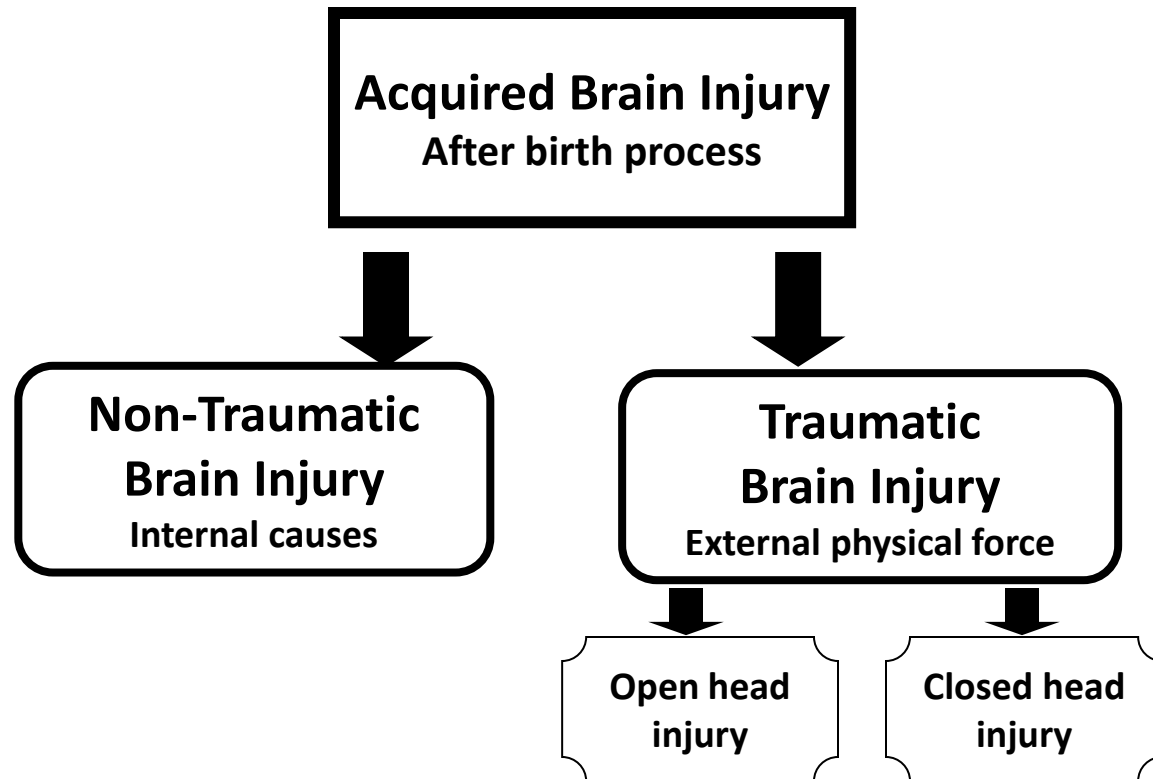 Acquired Brain Injury
After birth process
Non-Traumatic
Brain Injury
Internal causes
Traumatic
Brain Injury
External physical force
Open head
injury
Closed head
injury